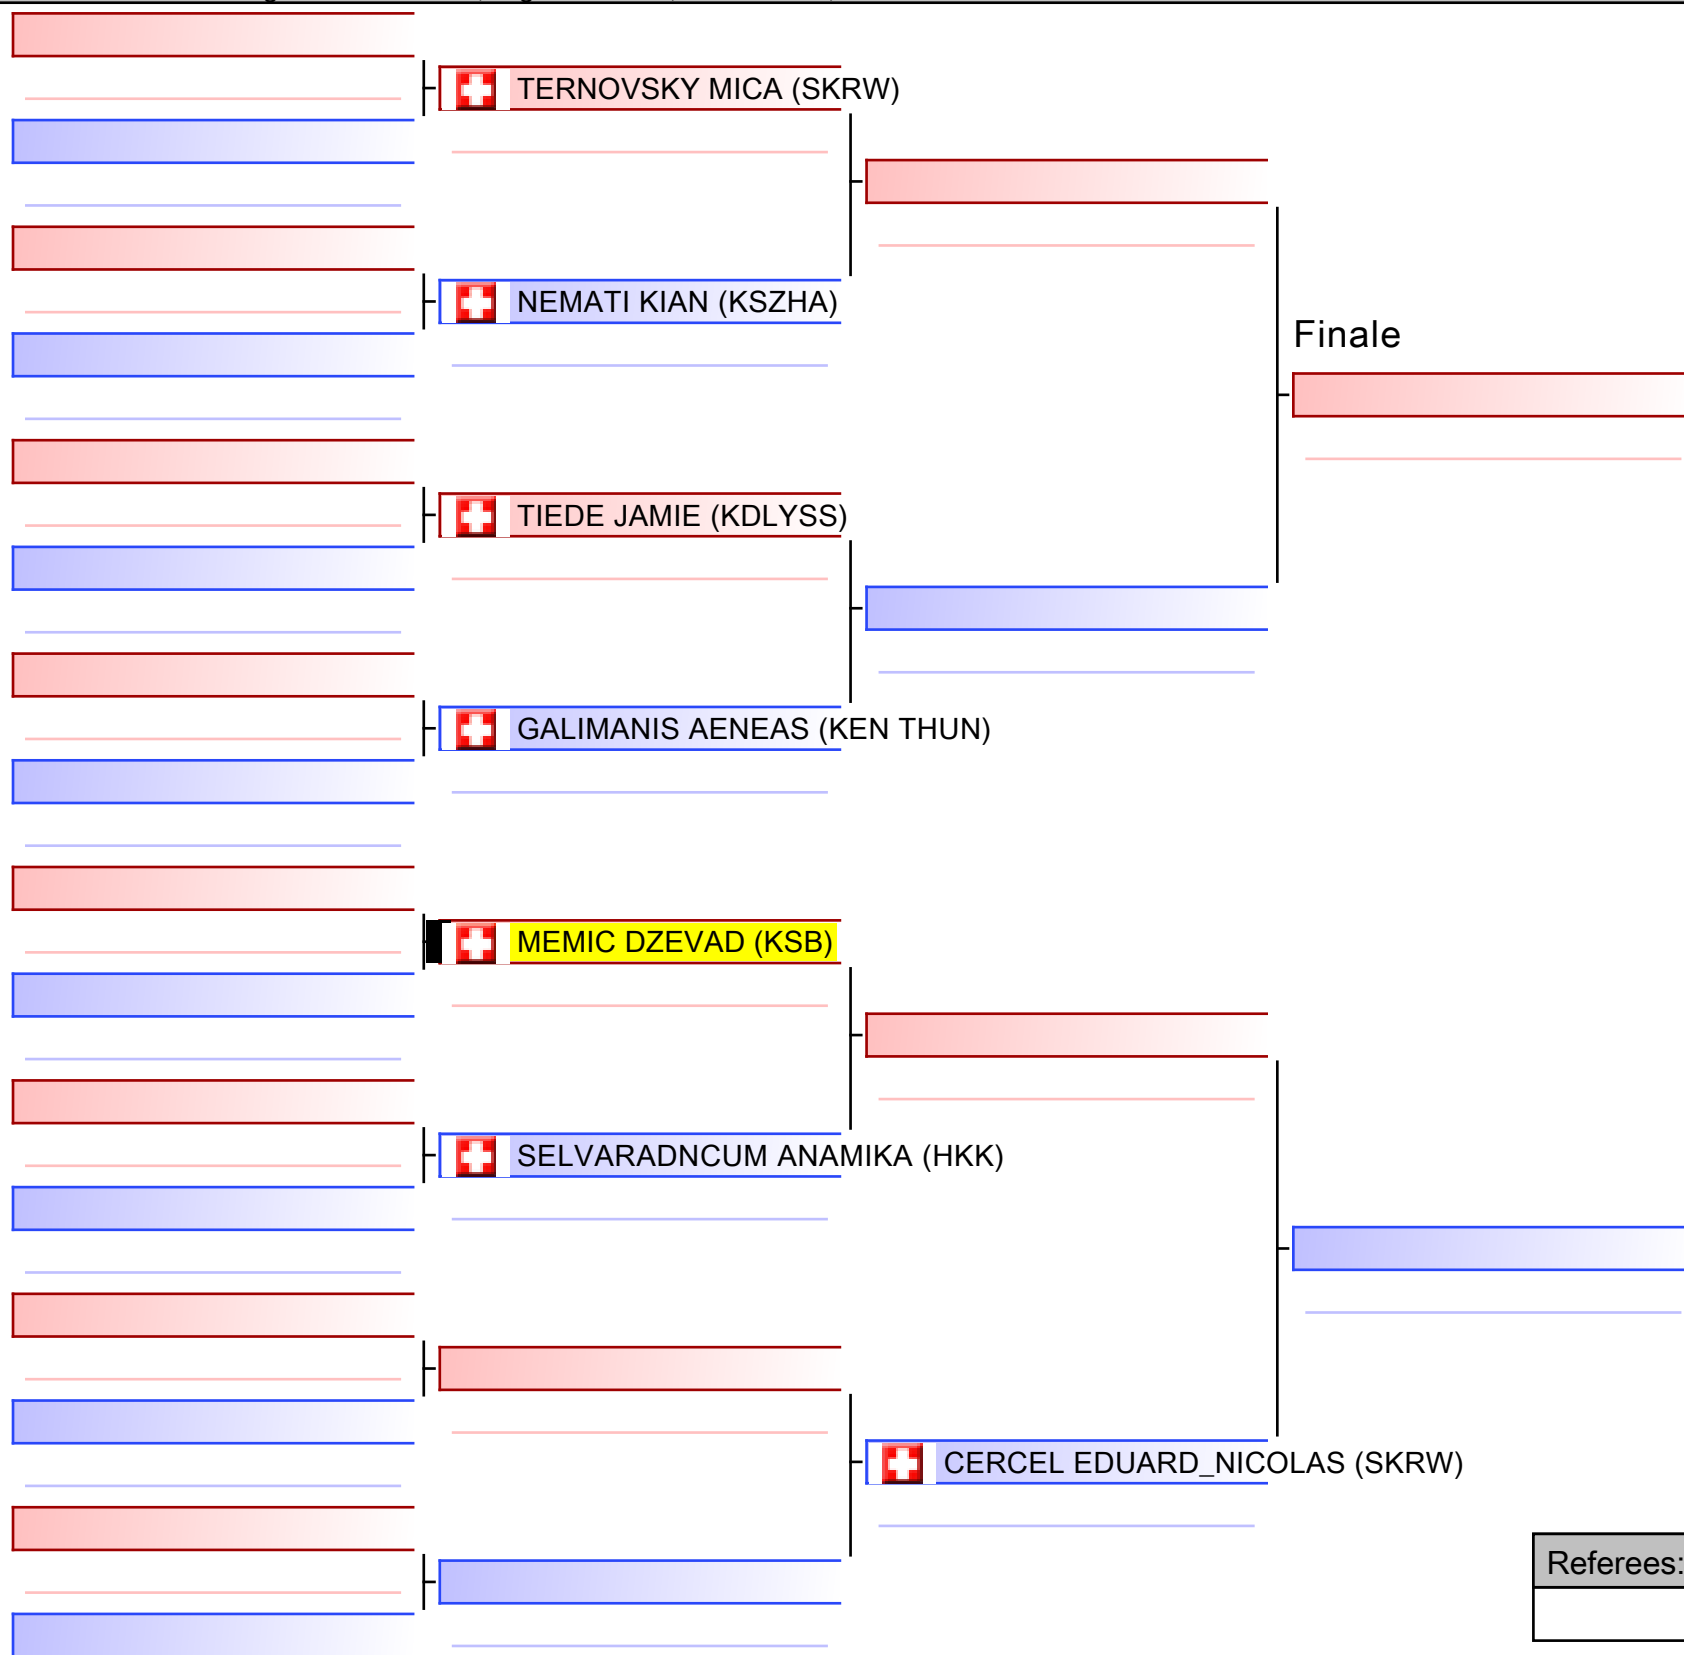 TERNOVSKY MICA (SKRW)
NEMATI KIAN (KSZHA)
Finale
TIEDE JAMIE (KDLYSS)
GALIMANIS AENEAS (KEN THUN)
MEMIC DZEVAD (KSB)
SELVARADNCUM ANAMIKA (HKK)
CERCEL EDUARD_NICOLAS (SKRW)
Referees: